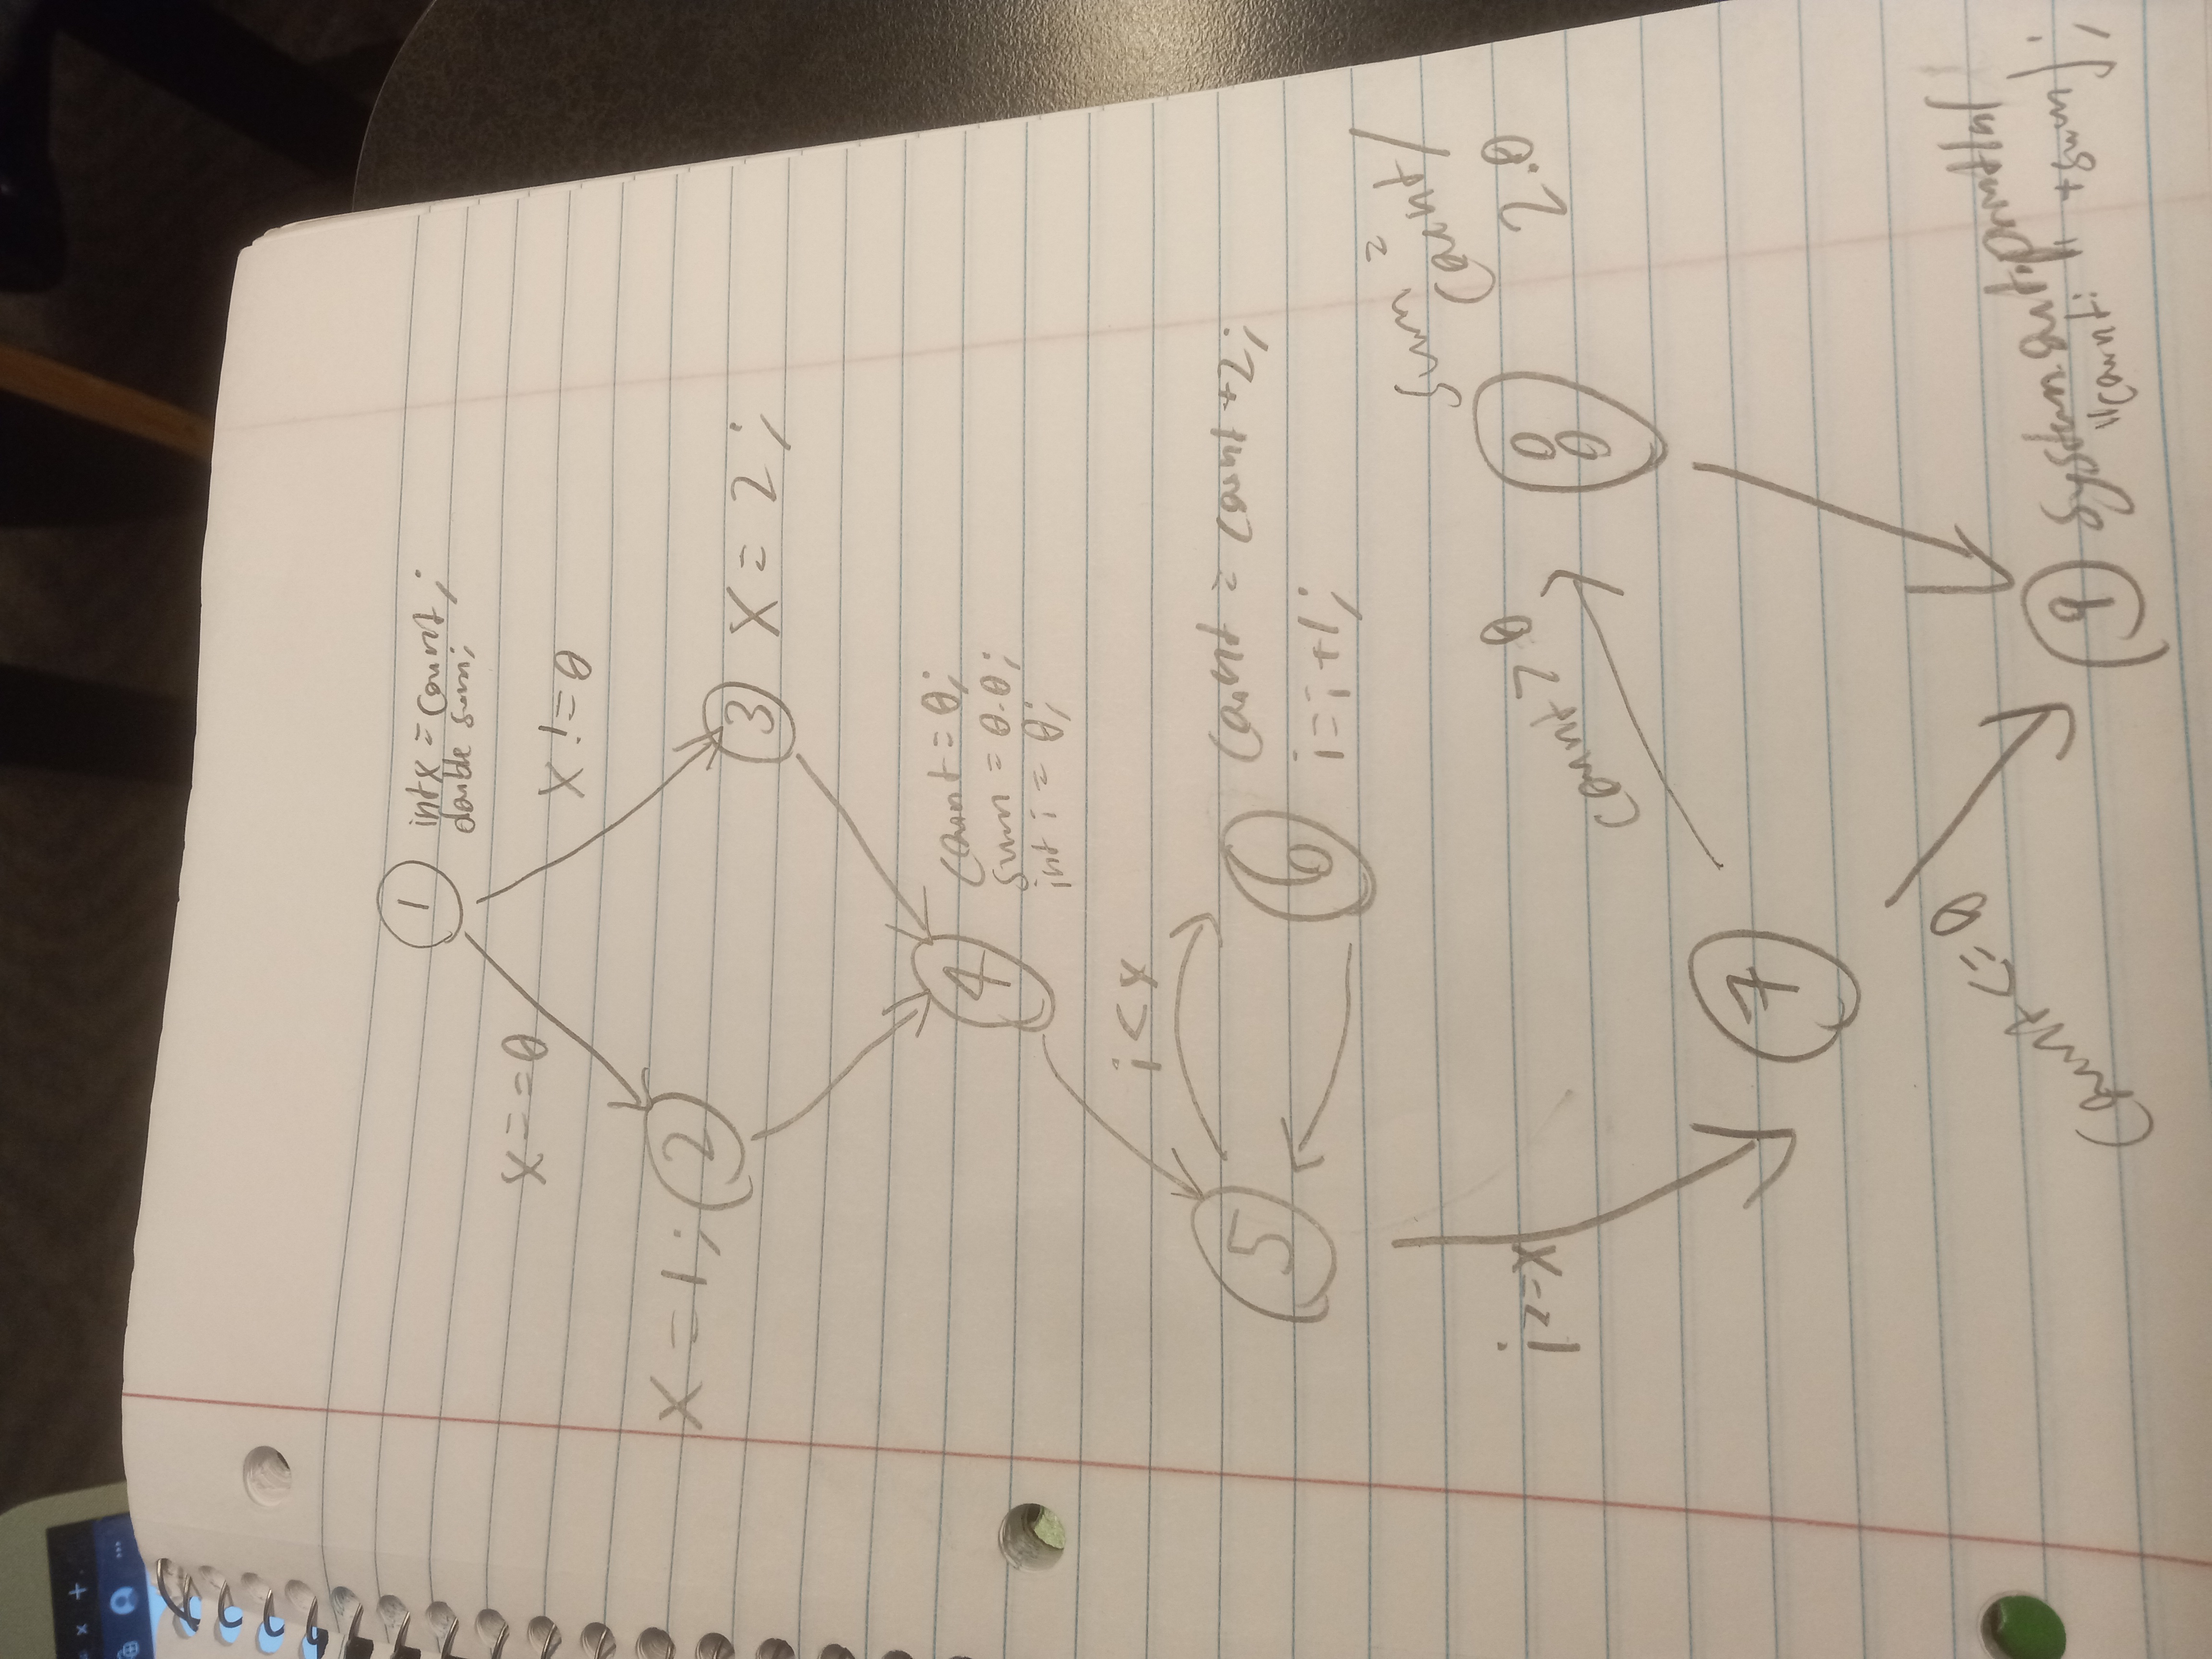 1
int x = count;
double sum;
x==0
x!=0
x=1;
2
3
x=2;
4
count=0;
sum=0.0;
int i=0;
i<x
5
6
count=count+2;
i=i+1;
sum=
count/
2.0
i>=x
count>0
8
7
count<=0
9
System.out.println(
"count: "+sum);